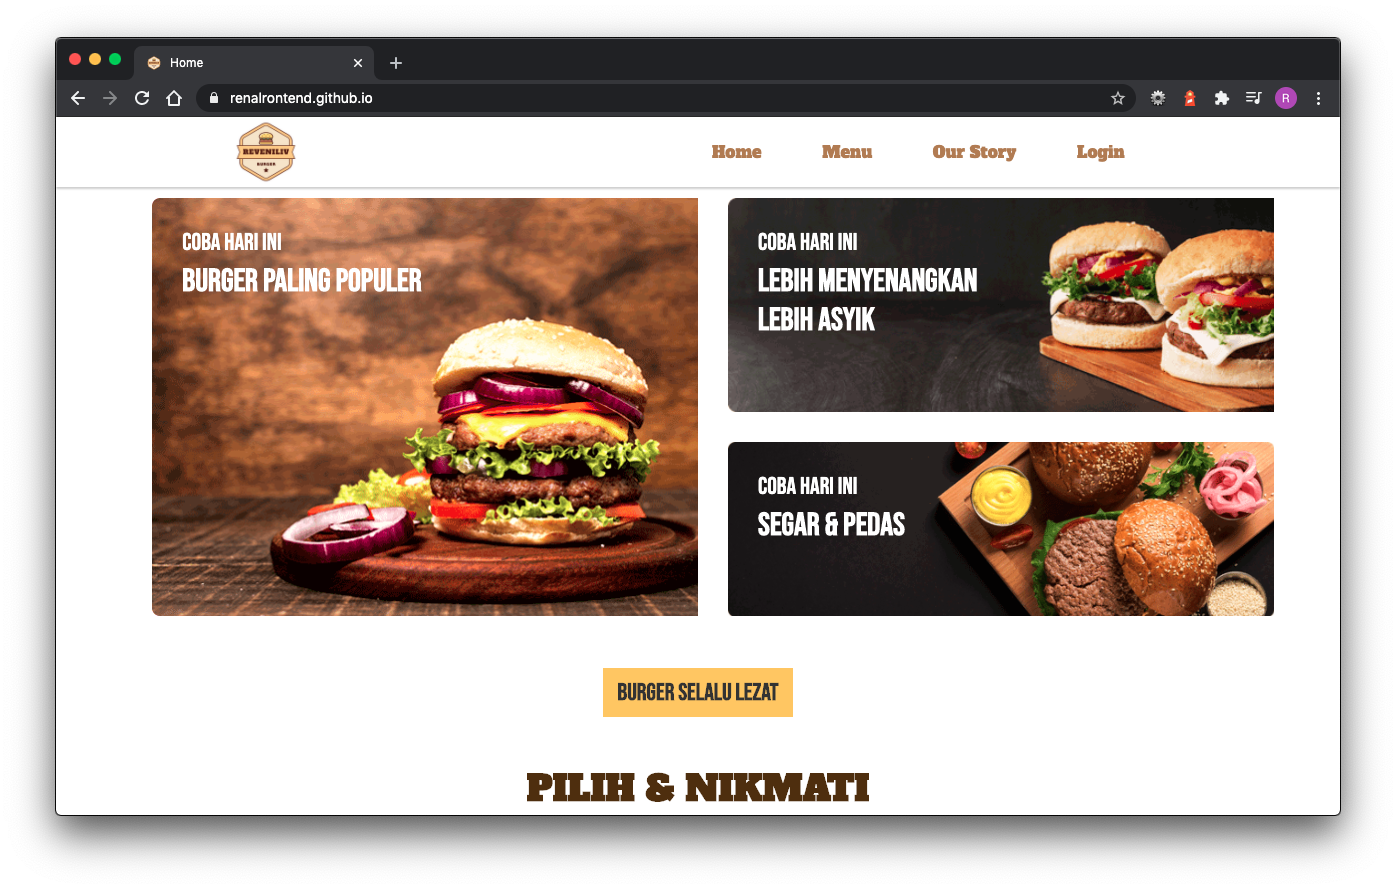 Home
renalrontend.github.io
R
REVENILIV
BURGER
Home Menu Our Story Login
COBA HARI INI
BURGER PALING POPULER
COBA HARI INI
LEBIH MENYENANGKAN
LEBIH ASYIK
COBA HARI INI
SEGAR & PEDAS
BURGER SELALU LEZAT
PILIH & NIKMATI